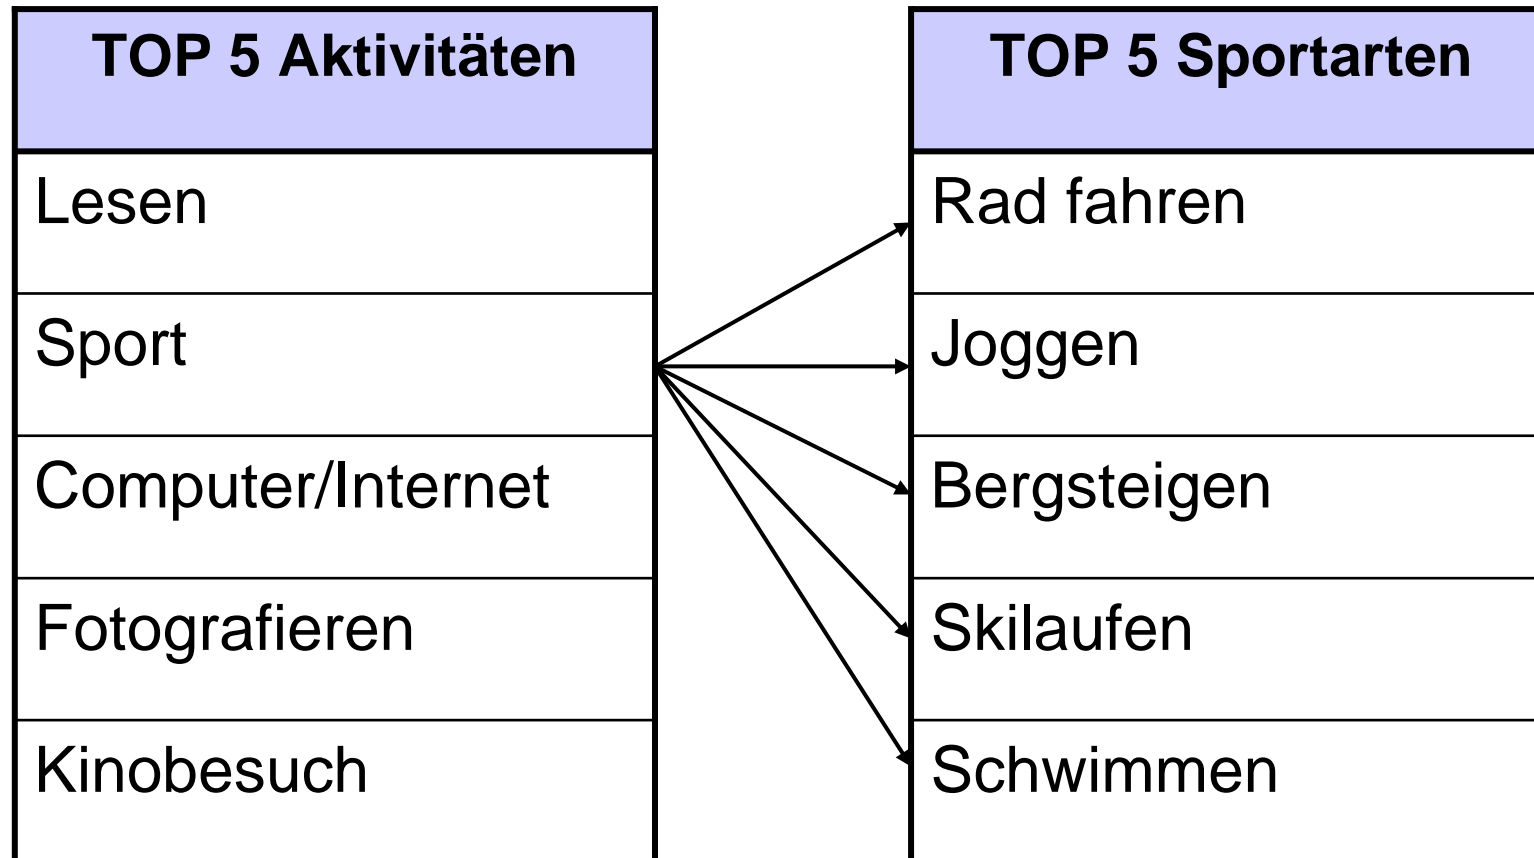 TOP 5 Aktivitäten
Lesen
Sport
Computer/Internet
Fotografieren
Kinobesuch
TOP 5 Sportarten
Rad fahren
Joggen
Bergsteigen
Skilaufen
Schwimmen